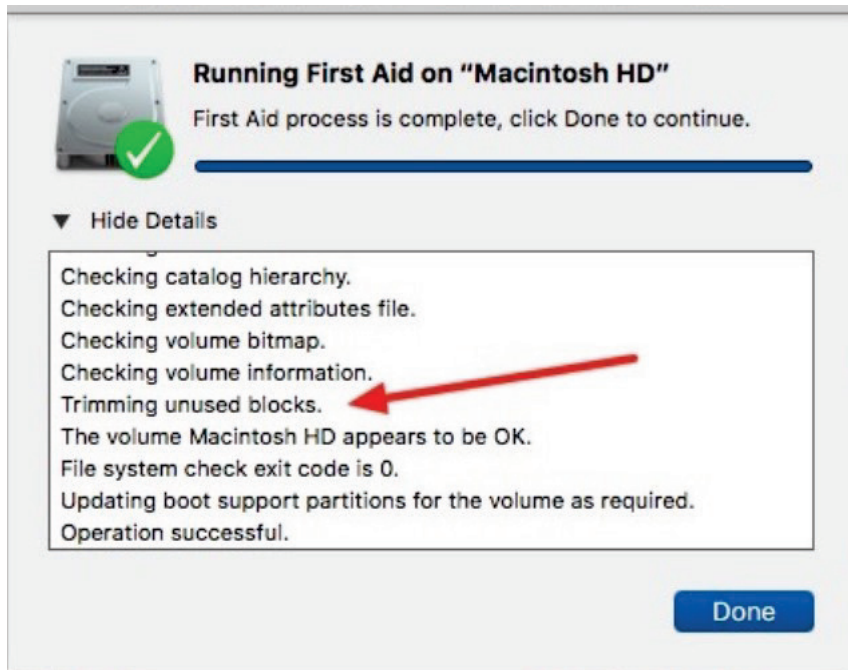 Running First Aid on “Macintosh HD”
First Aid process is complete, click Done to continue.
Hide Details
Checking catalog hierarchy.
Checking extended attributes file.
Checking volume bitmap.
Checking volume information.
Trimming unused blocks.
The volume Macintosh HD appears to be OK.
File system check exit code is 0.
Updating boot support partitions for the volume as required.
Operation successful.
Done